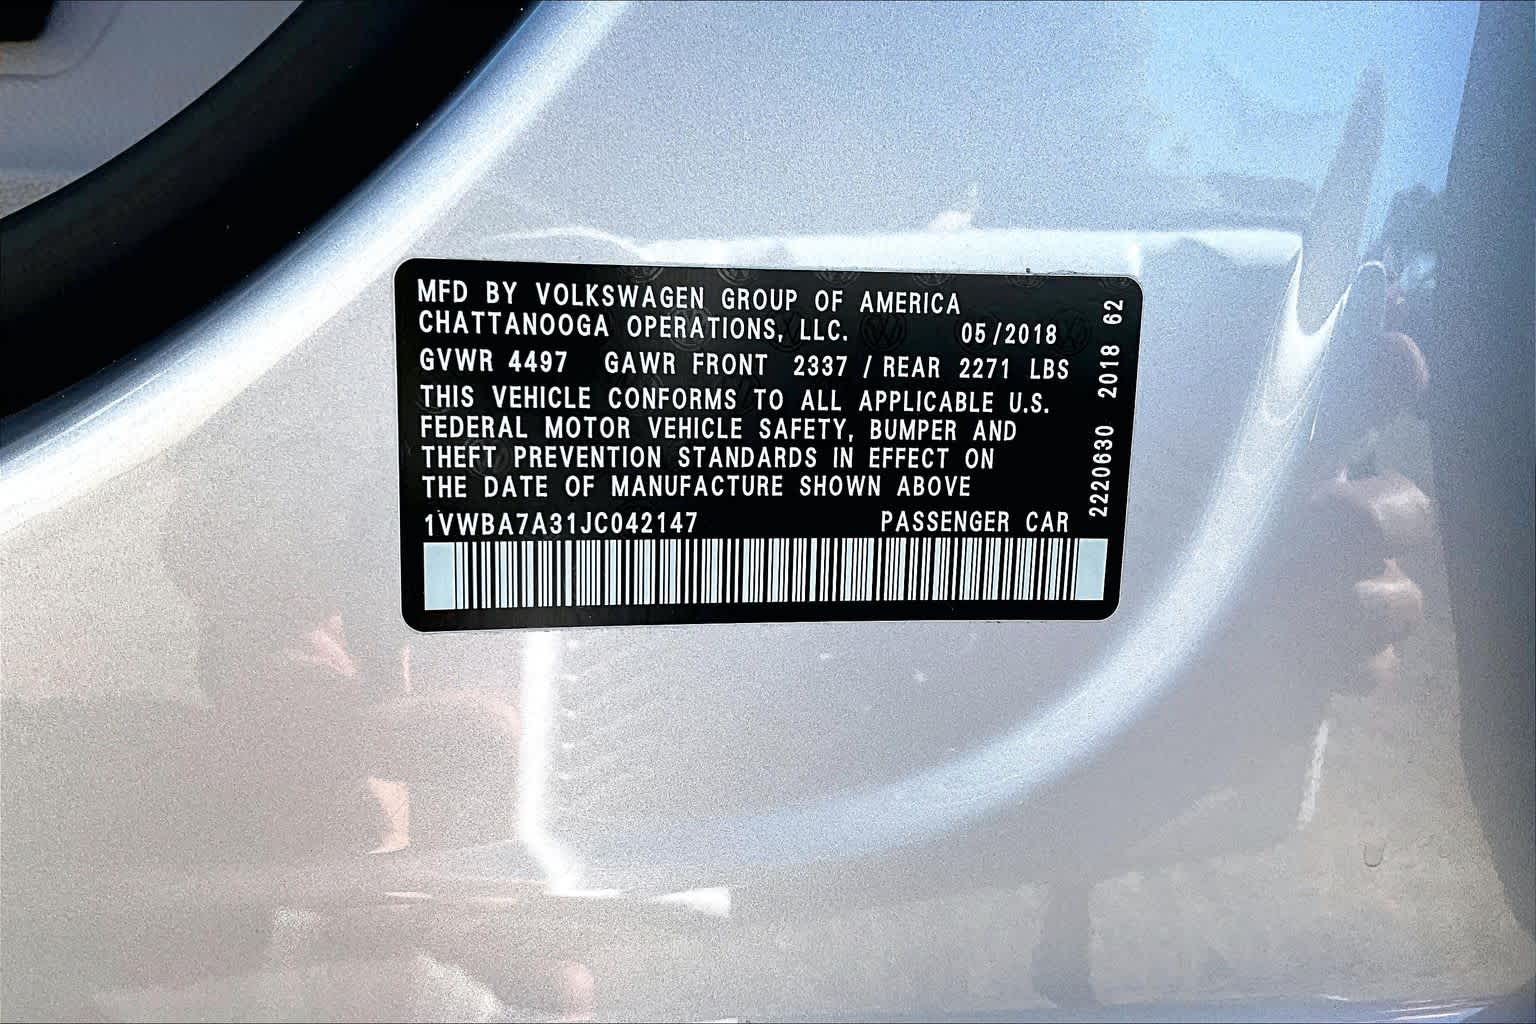 MFD BY VOLKSWAGEN GROUP OF AMERICA
CHATTANOOGA OPERATIONS, LLC. 05/2018
GVWR 4497 GAWR FRONT 2337 / REAR 2271 LBS
THIS VEHICLE CONFORMS TO ALL APPLICABLE U.S.
FEDERAL MOTOR VEHICLE SAFETY, BUMPER AND
THEFT PREVENTION STANDARDS IN EFFECT ON
THE DATE OF MANUFACTURE SHOWN ABOVE
1VWBA7A31JC042147 PASSENGER CAR
2220630 2018 62